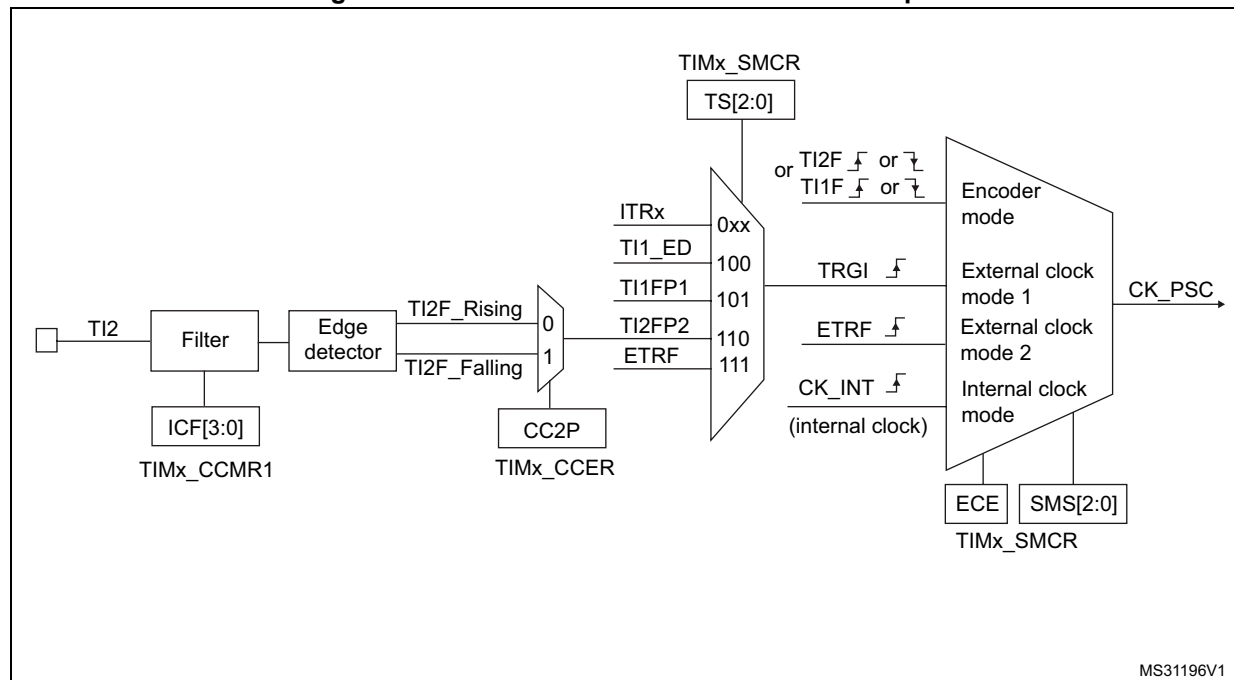 TIMx_SMCR
TS[2:0]
or TI2F or
TI1F or
Encoder
mode
ITRx
0xx
TI1_ED
100
TRGI
External clock
mode 1
CK_PSC
TI1FP1
101
TI2F_Rising
0
TI2FP2
110
ETRF
External clock
mode 2
TI2
Filter
Edge
detector
TI2F_Falling
1
ETRF
111
CK_INT
Internal clock
mode
(internal clock)
ICF[3:0]
CC2P
TIMx_CCMR1
TIMx_CCER
ECE
SMS[2:0]
TIMx_SMCR
MS31196V1